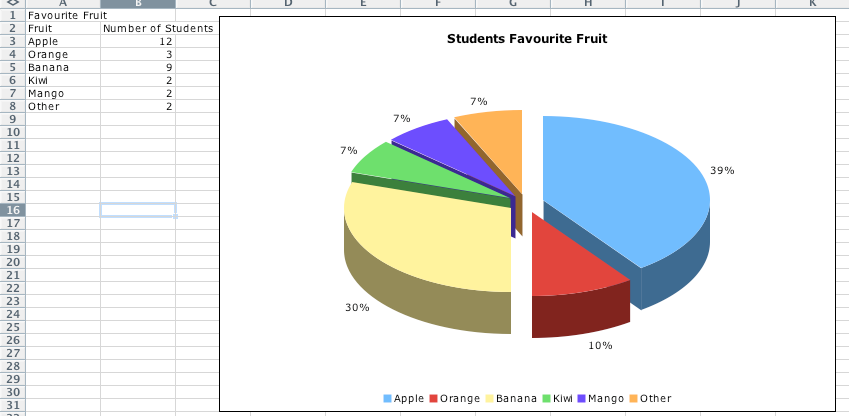 A B C D E F G H I J K
1 Favourite Fruit
2 Fruit Number of Students
3 Apple 12
4 Orange 3
5 Banana 9
6 Kiwi 2
7 Mango 2
8 Other 2
9
10
11
12
13
14
15
16
17
18
19
20
21
22
23
24
25
26
27
28
29
30
31
Students Favourite Fruit
7%
7%
7%
39%
30%
10%
Apple Orange Banana Kiwi Mango Other